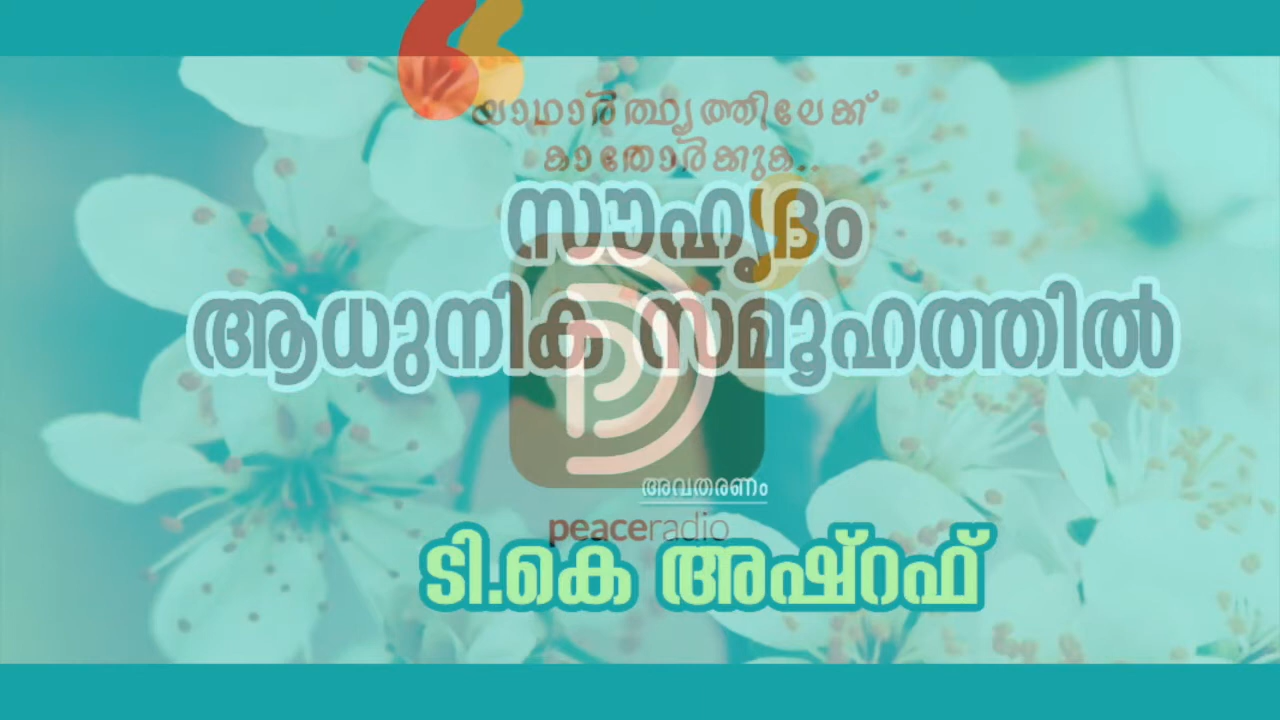 യാഥാർത്ഥ്യത്തിലേക്ക്
കാതോർക്കുക..
സൗഹൃദം
ആധുനിക സമൂഹത്തിൽ
അവതരണം
peaceradio
ടി.കെ അഷ്റഫ്